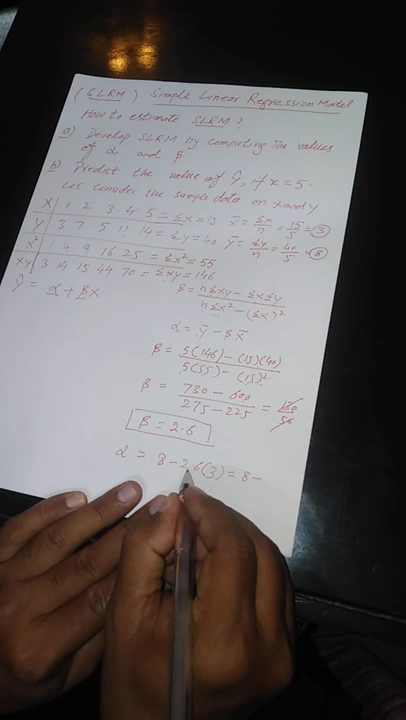 (SLRM) Simple Linear Regression Model
How to estimate SLRM?
a) Develop SLRM by computing the values
of α and β
b) Predict the value of Ŷ, if x = 5.
Let consider the sample data on x and y
X | 1 2 3 4 5 = Σx = 15 x̄ = Σx/n = 15/5 = 3
Y | 3 7 5 11 14 = Σy = 40 ȳ = Σy/n = 40/5 = 8
X² | 1 4 9 16 25 = Σx² = 55
XY | 3 14 15 44 70 = Σxy = 146
Ŷ = α + βX
β = nΣxy - ΣxΣy / nΣx² - (Σx)²
α = ȳ - βx̄
β = 5(146) - (15)(40) / 5(55) - (15)²
β = 730 - 600 / 275 - 225 = 130 / 50
β = 2.6
α = 8 - 2.6(3) = 8 -